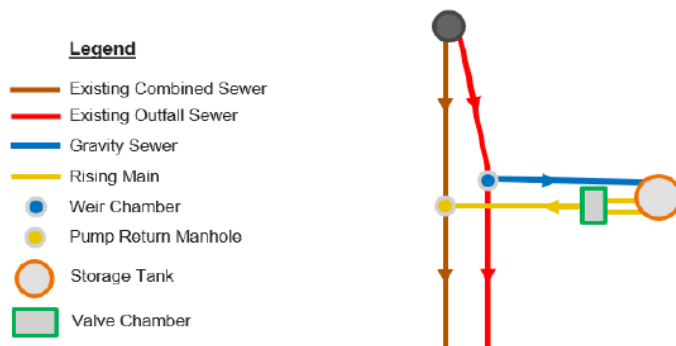 Legend
Existing Combined Sewer
Existing Outfall Sewer
Gravity Sewer
Rising Main
Weir Chamber
Pump Return Manhole
Storage Tank
Valve Chamber